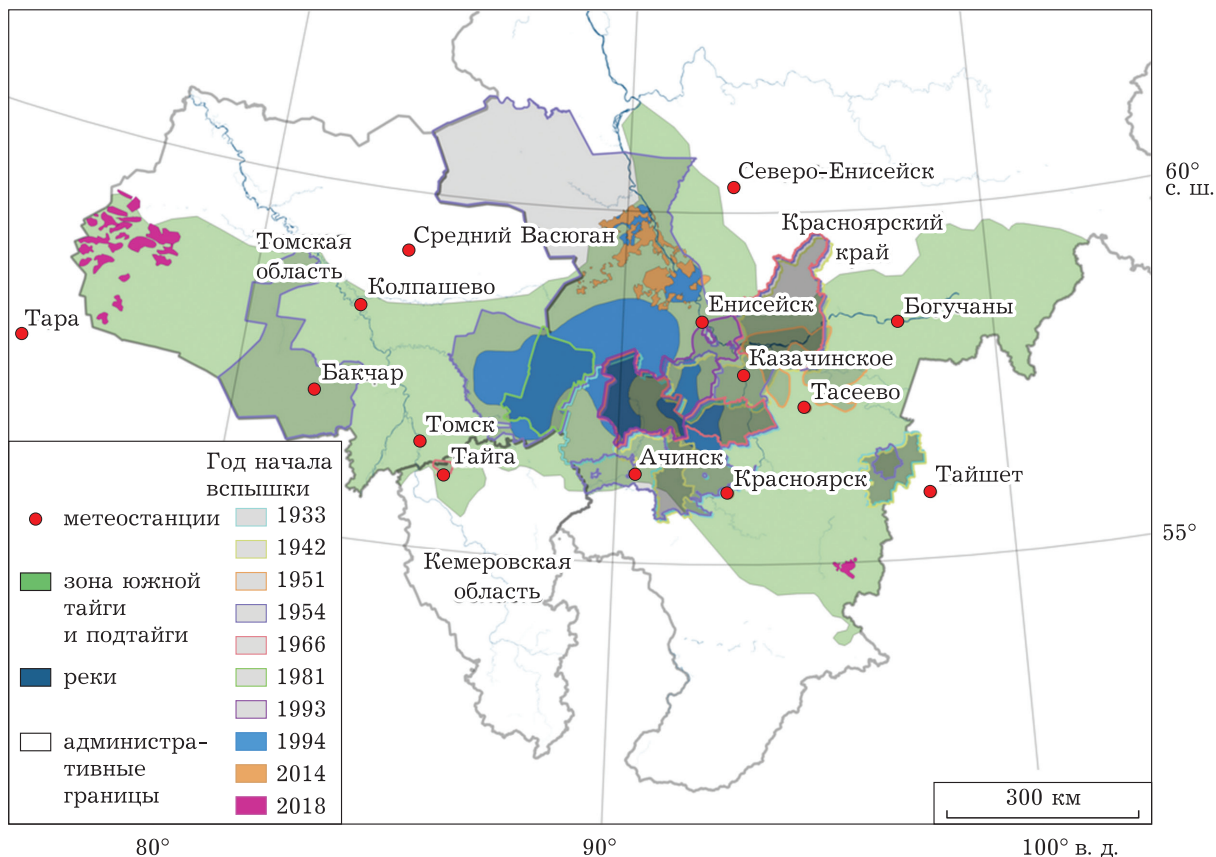 Северо-Енисейск
60°
с. ш.
Красноярский
край
Томская
область
Средний Васюган
Колпашево
Енисейск
Богучаны
Тара
Казачинское
Бакчар
Тасеево
Томск
Тайга
Ачинск
Красноярск
Тайшет
55°
Кемеровская
область
Год начала
вспышки
метеостанции
зона южной
тайги
и подтайги
реки
администра-
тивные
границы
1933
1942
1951
1954
1966
1981
1993
1994
2014
2018
300 км
80°
90°
100° в. д.